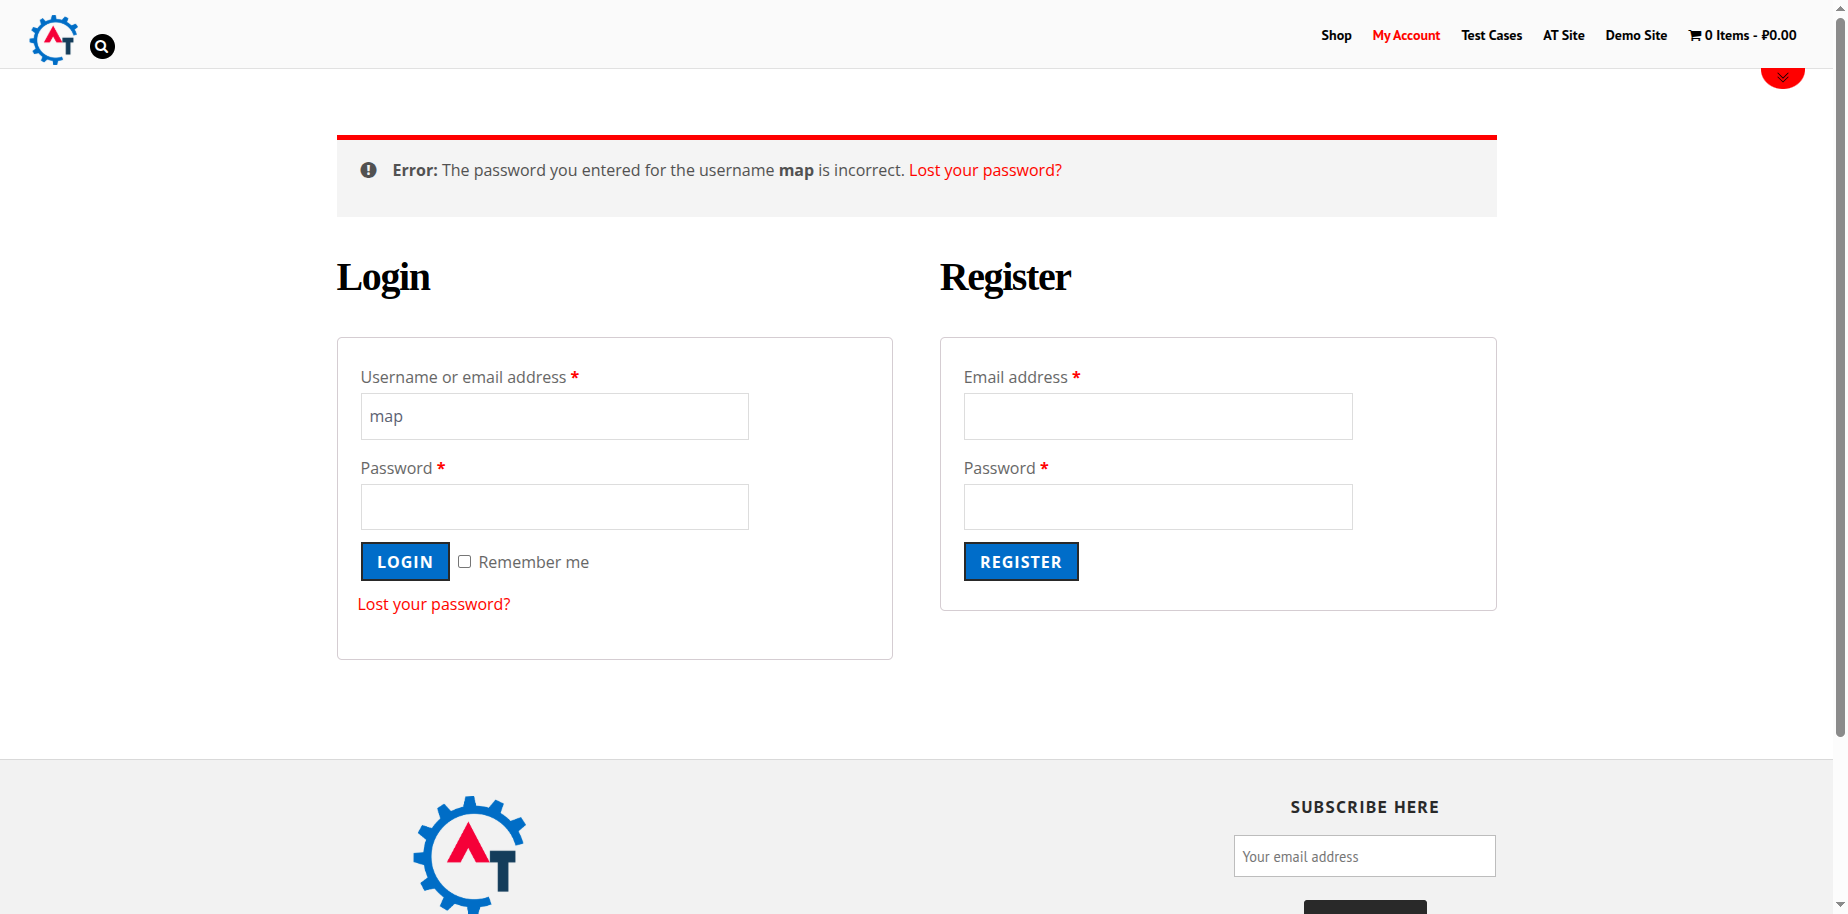 AT
Shop
My Account
Test Cases
AT Site
Demo Site
0 Items - ₽0.00
Error: The password you entered for the username map is incorrect. Lost your password?
Login
Username or email address *
map
Password *
LOGIN
Remember me
Lost your password?
Register
Email address *
Password *
REGISTER
AT
SUBSCRIBE HERE
Your email address